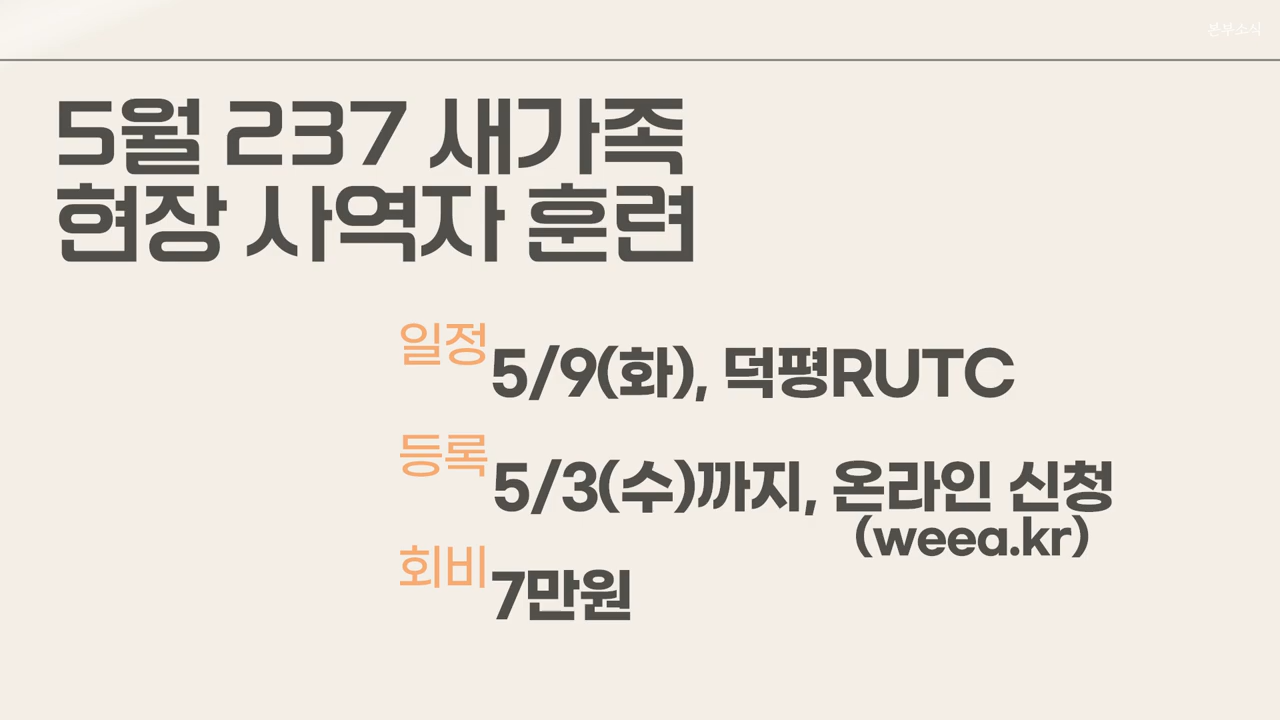 본부소식
5월 237 새가족
현장 사역자 훈련
일정 5/9(화), 덕평RUTC
등록 5/3(수)까지, 온라인 신청
(weea.kr)
회비 7만원